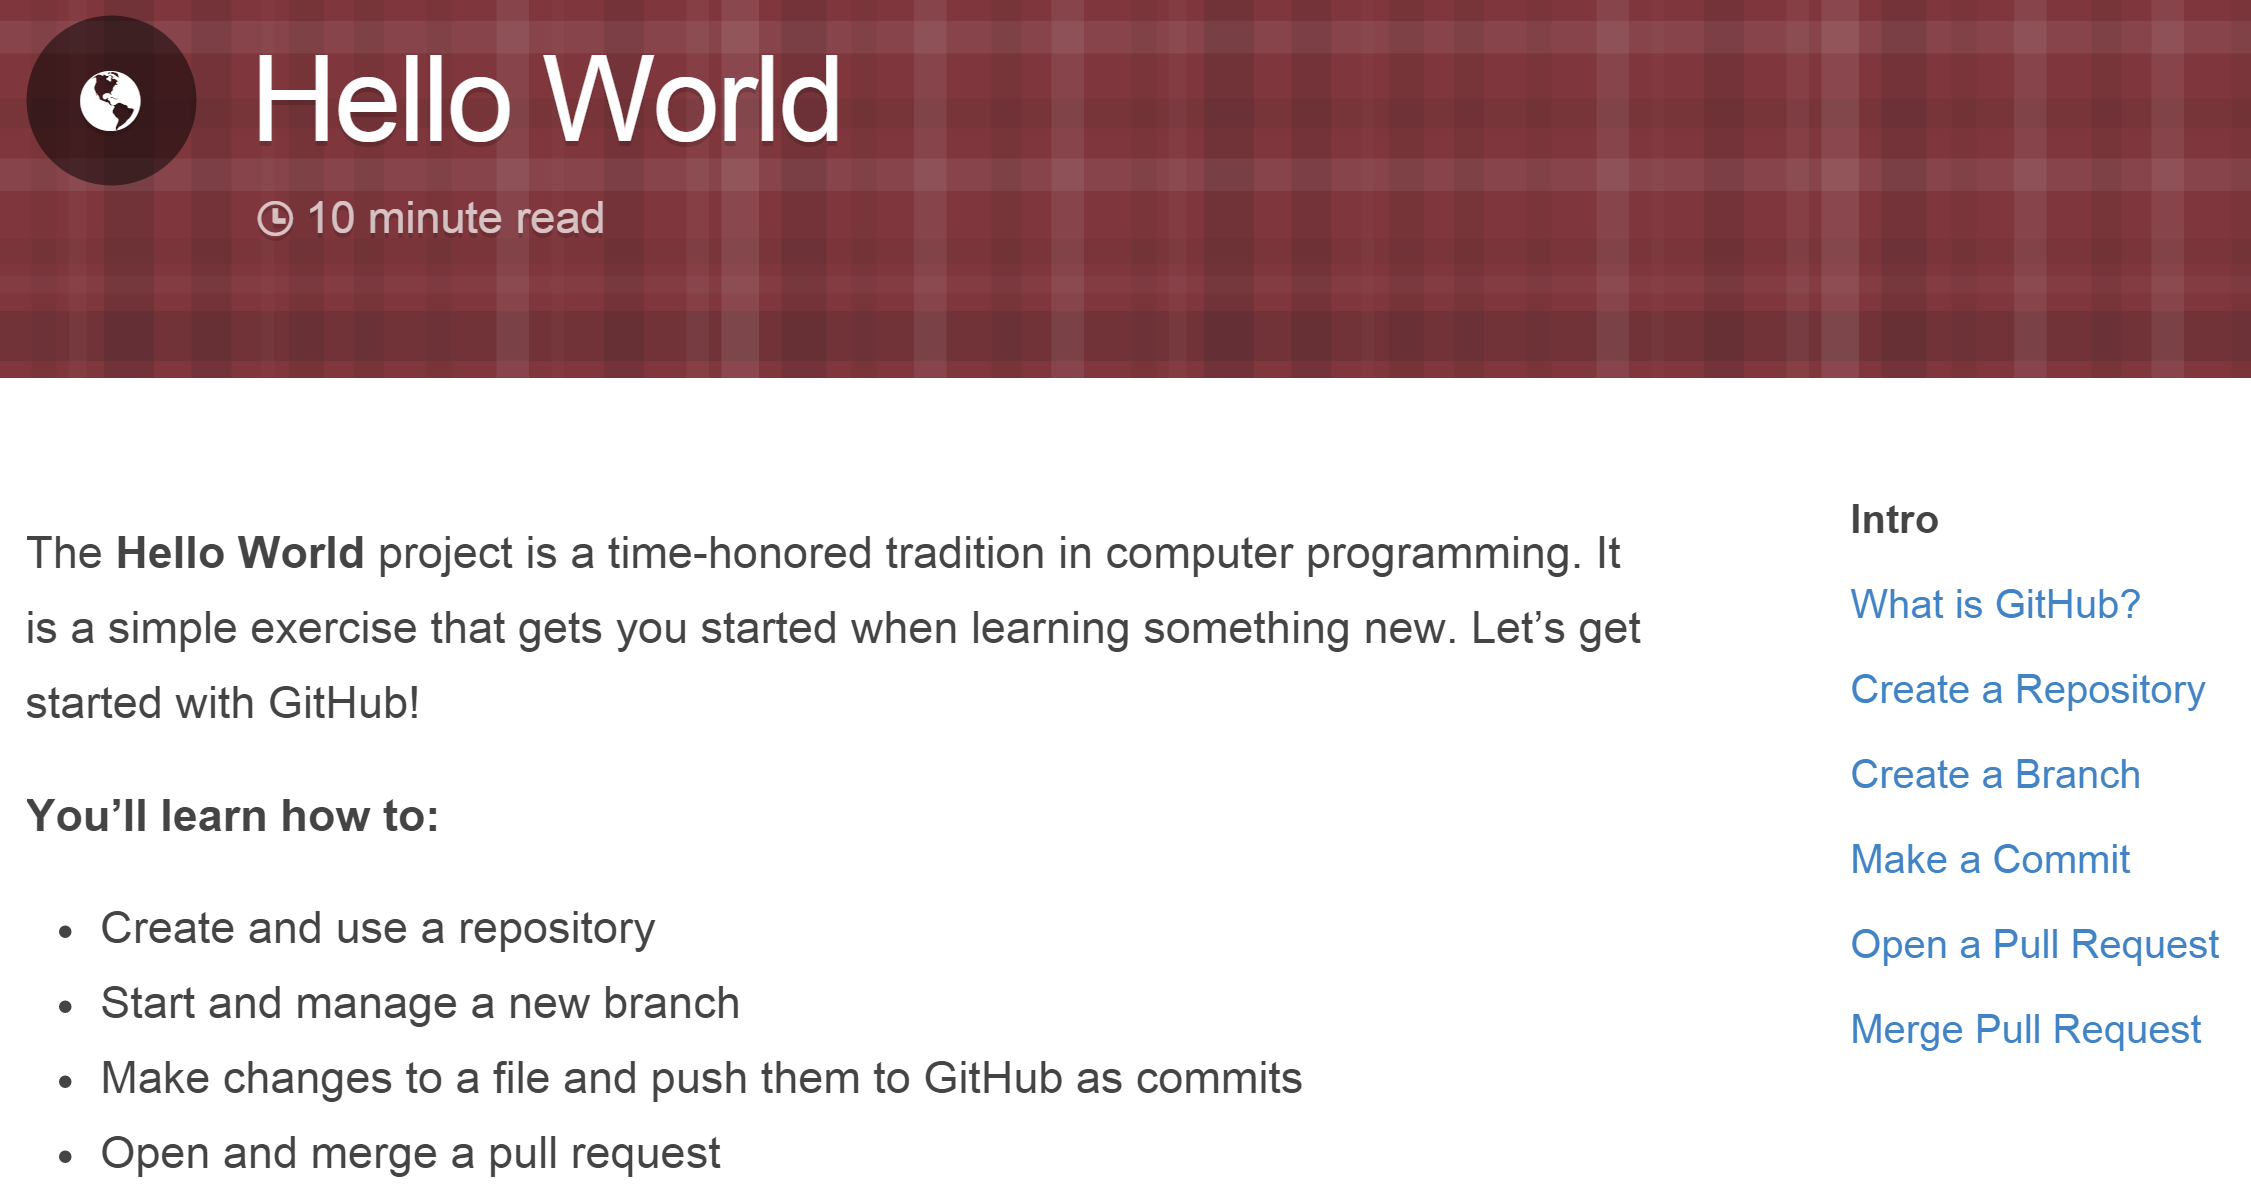 Hello World
10 minute read
The Hello World project is a time-honored tradition in computer programming. It
is a simple exercise that gets you started when learning something new. Let’s get
started with GitHub!
You’ll learn how to:
Create and use a repository
Start and manage a new branch
Make changes to a file and push them to GitHub as commits
Open and merge a pull request
Intro
What is GitHub?
Create a Repository
Create a Branch
Make a Commit
Open a Pull Request
Merge Pull Request